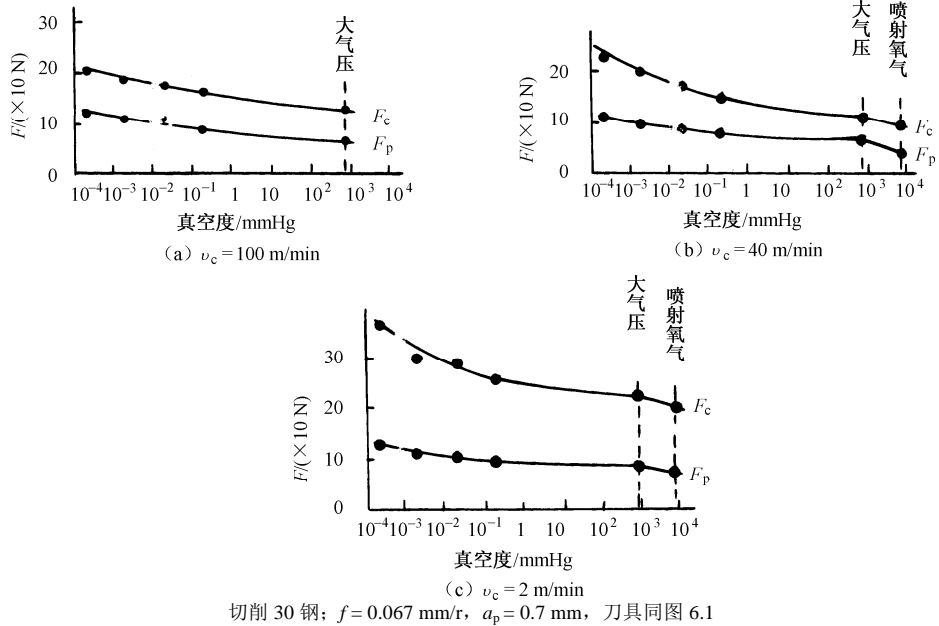 30
20
10
0
F/(×10 N)
大气压
Fc
Fp
10⁻⁴ 10⁻³ 10⁻² 10⁻¹ 1 10 10² 10³ 10⁴
真空度/mmHg
（a）υc = 100 m/min
20
10
0
F/(×10 N)
大气压
喷射氧气
Fc
Fp
10⁻⁴ 10⁻³ 10⁻² 10⁻¹ 1 10 10² 10³ 10⁴
真空度/mmHg
（b）υc = 40 m/min
30
20
10
0
F/(×10 N)
大气压
喷射氧气
Fc
Fp
10⁻⁴ 10⁻³ 10⁻² 10⁻¹ 1 10 10² 10³ 10⁴
真空度/mmHg
（c）υc = 2 m/min
切削 30 钢；f = 0.067 mm/r，ap = 0.7 mm，刀具同图 6.1